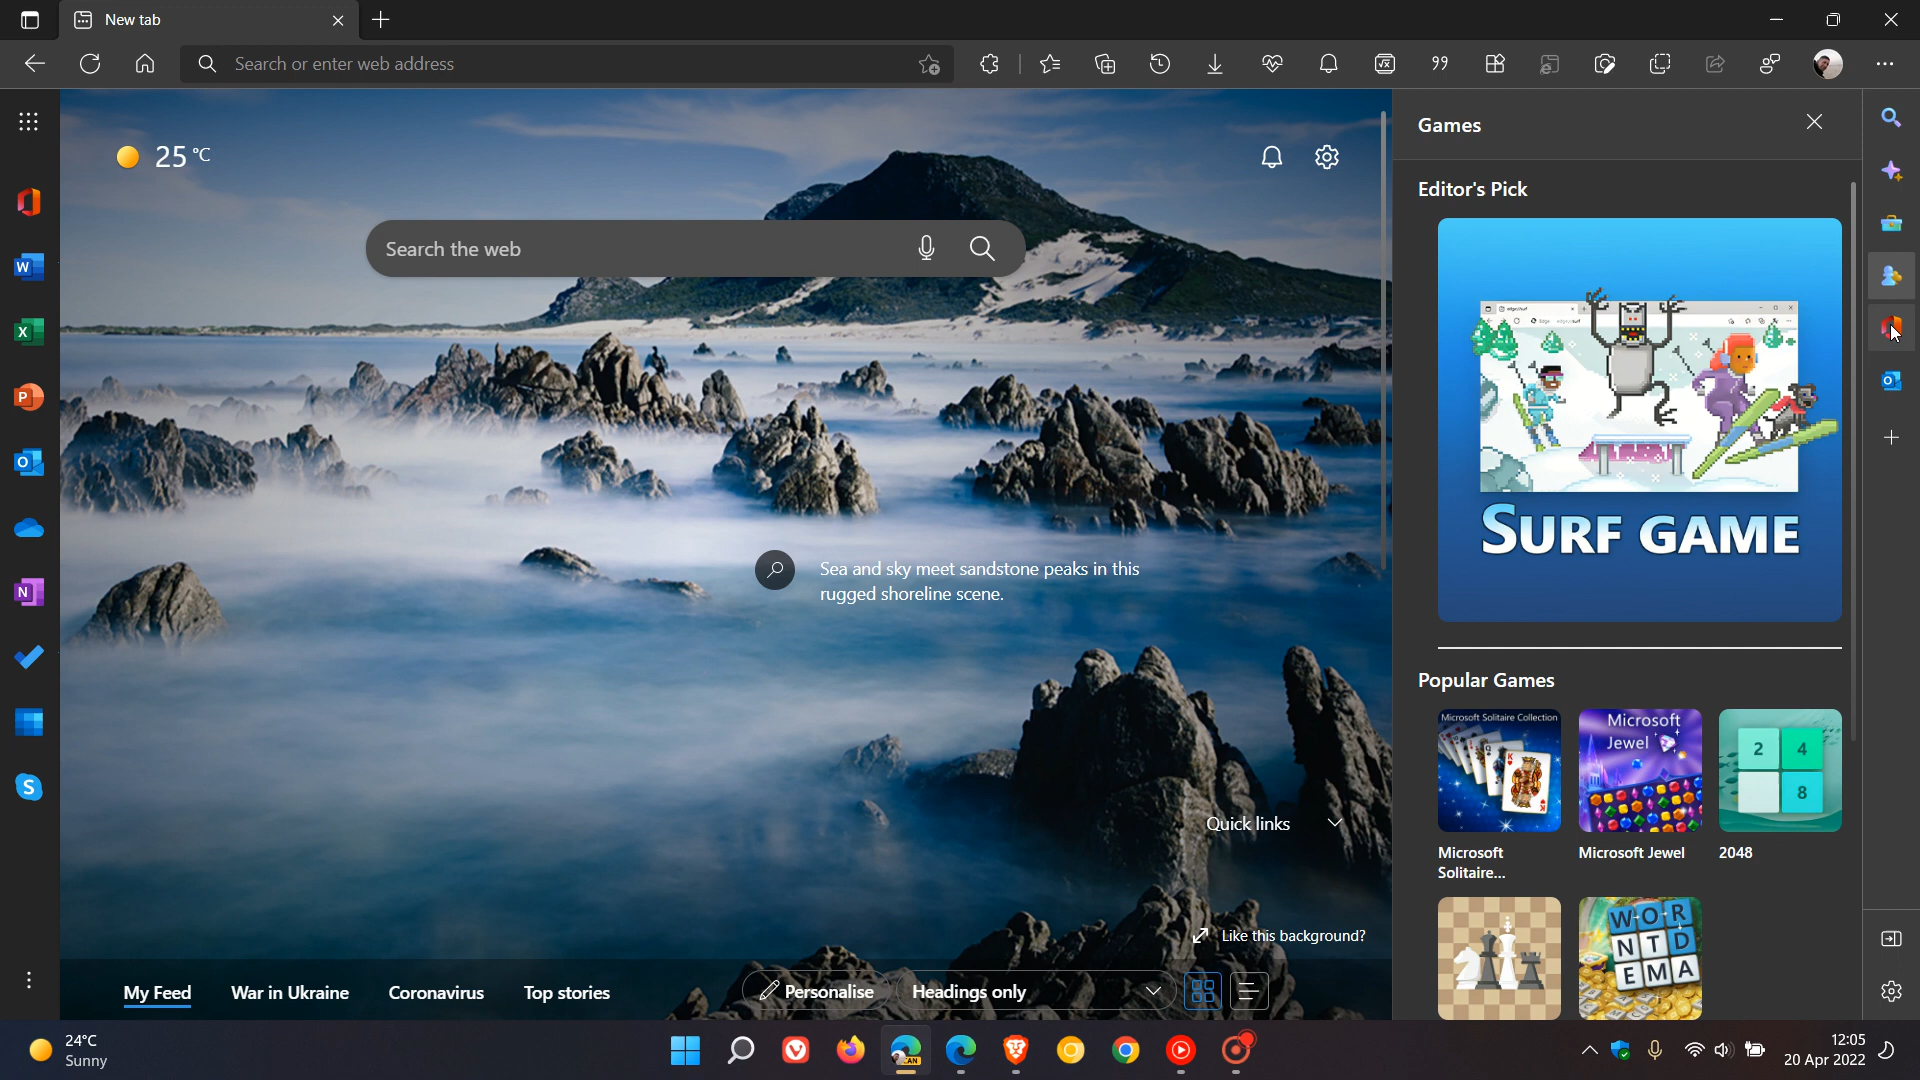 New tab
Search or enter web address
25 °C
Search the web
Sea and sky meet sandstone peaks in this
rugged shoreline scene.
Quick links
Like this background?
My Feed
War in Ukraine
Coronavirus
Top stories
Personalise
Headings only
Games
Editor's Pick
SURF GAME
Popular Games
Microsoft Solitaire Collection
Microsoft
Jewel
2 4
8
Microsoft
Solitaire...
Microsoft Jewel
2048
W O R
N T D
E M A
24°C
Sunny
CAN
12:05
20 Apr 2022